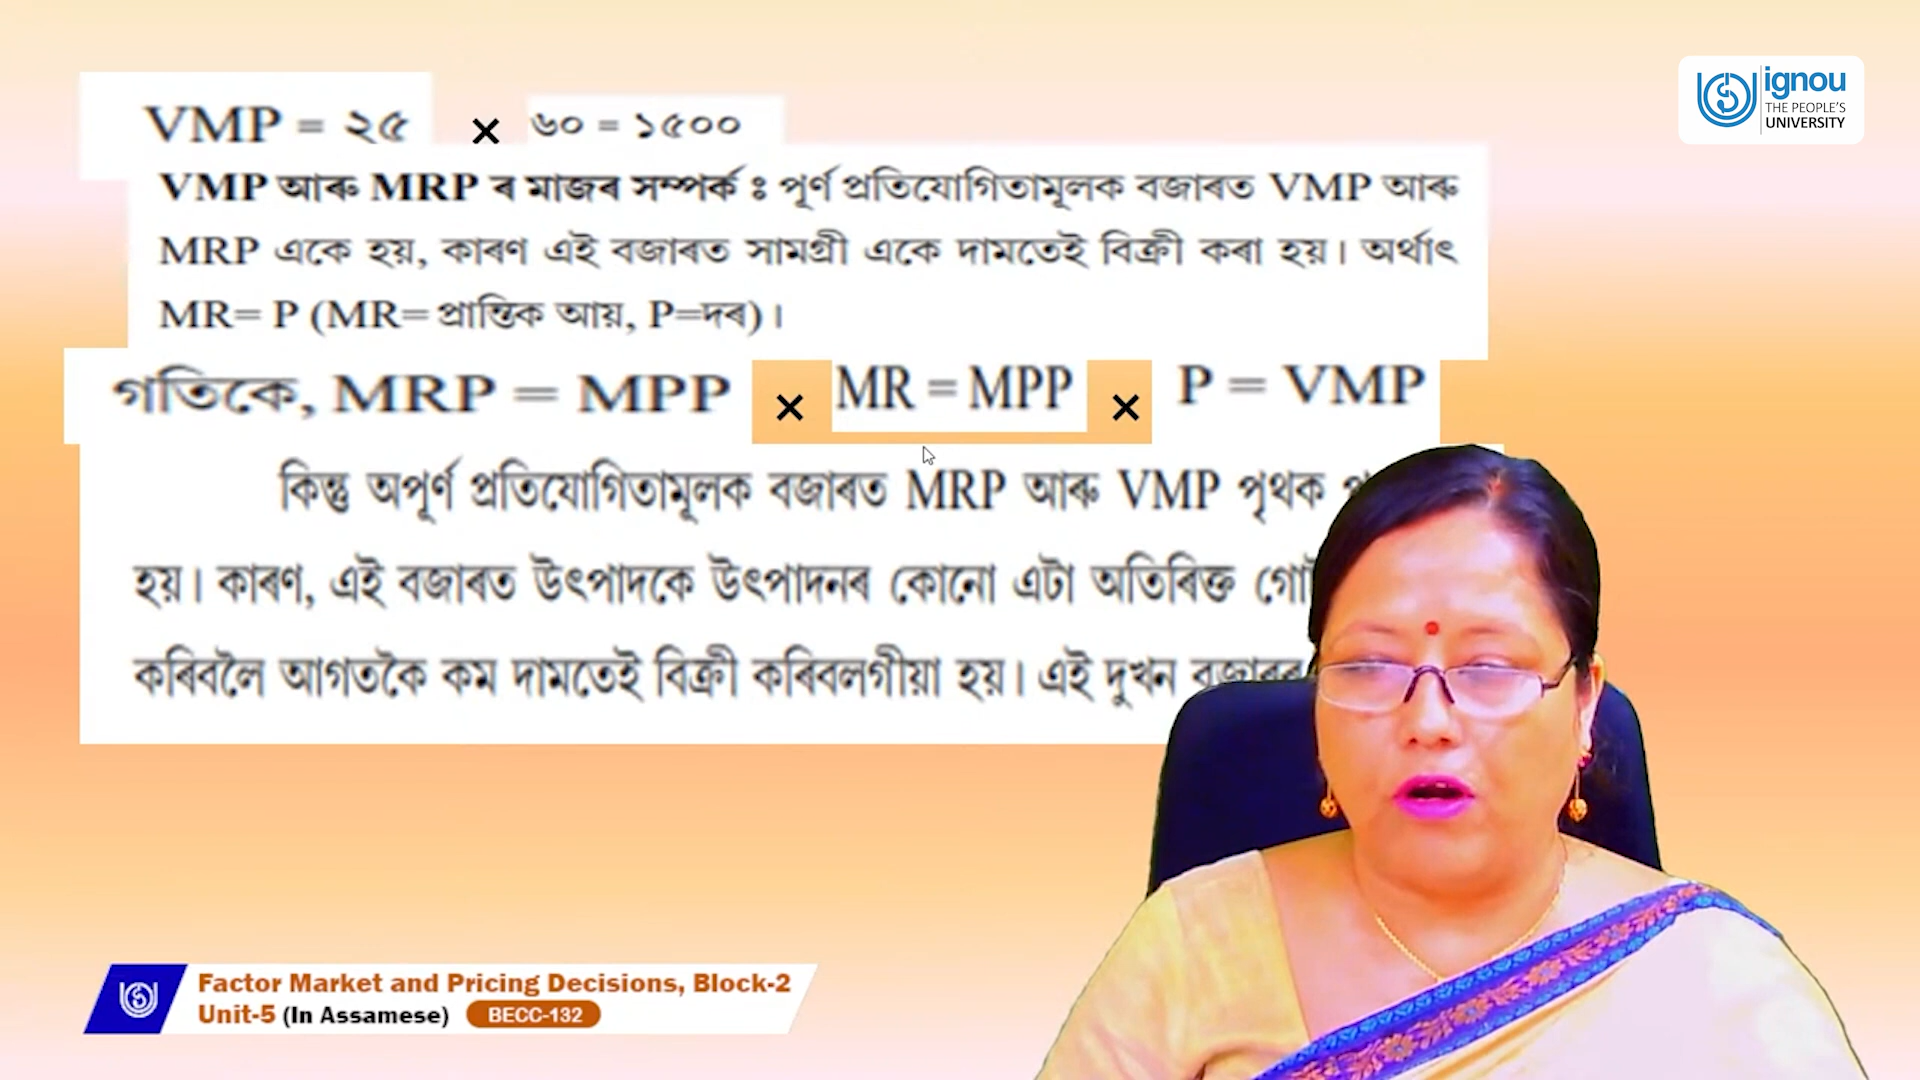 VMP = ২৫ × ৬০ = ১৫০০
VMP আৰু MRP ৰ মাজৰ সম্পৰ্ক ঃ পূৰ্ণ প্ৰতিযোগিতামূলক বজাৰত VMP আৰু
MRP একে হয়, কাৰণ এই বজাৰত সামগ্ৰী একে দামতেই বিক্ৰী কৰা হয়। অৰ্থাৎ
MR= P (MR= প্ৰান্তিক আয়, P=দৰ)।
গতিকে, MRP = MPP × MR = MPP × P = VMP
কিন্তু অপূৰ্ণ প্ৰতিযোগিতামূলক বজাৰত MRP আৰু VMP পৃথক
হয়। কাৰণ, এই বজাৰত উৎপাদকে উৎপাদনৰ কোনো এটা অতিৰিক্ত
কৰিবলৈ আগতকৈ কম দামতেই বিক্ৰী কৰিবলগীয়া হয়। এই দুখন বজাৰৰ
ignou
THE PEOPLE'S
UNIVERSITY
Factor Market and Pricing Decisions, Block-2
Unit-5 (In Assamese) BECC-132